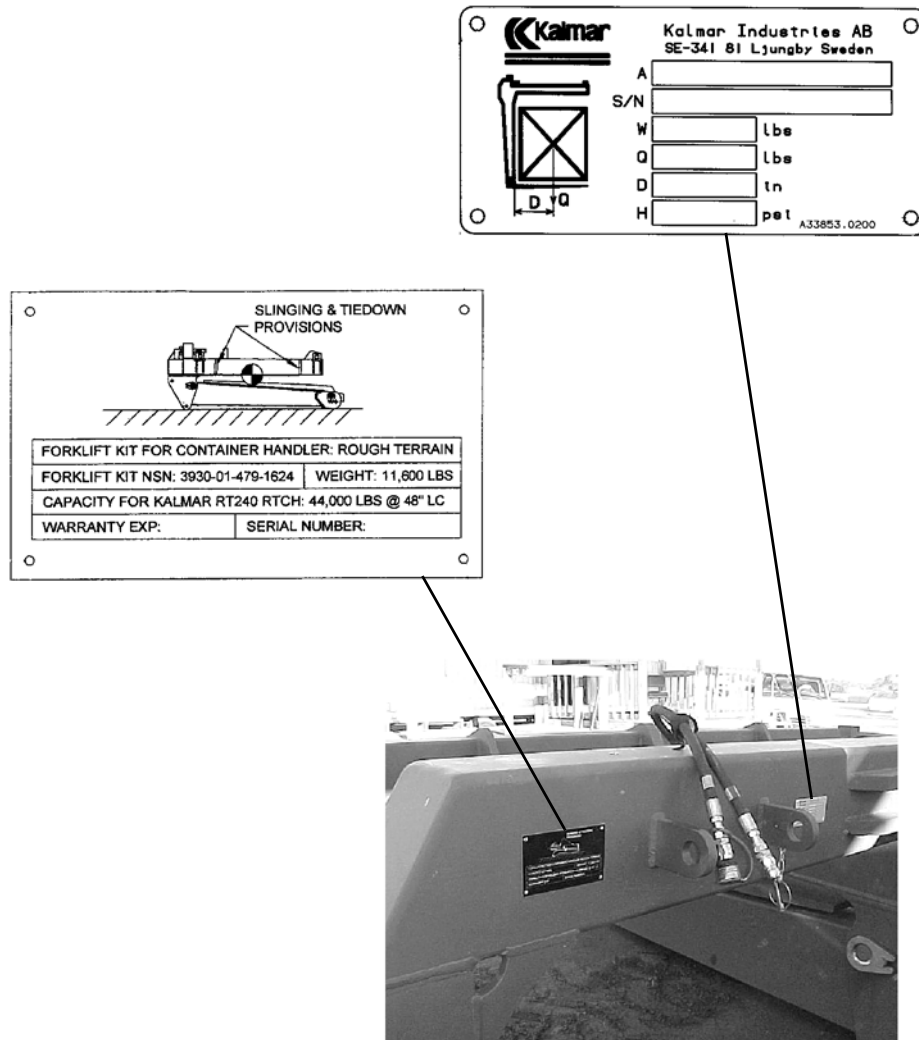 Kalmar
Kalmar Industries AB
SE-341 81 Ljungby Sweden
A
S/N
W lbs
Q lbs
D in
H psi
D Q
A33853.0200
SLINGING & TIEDOWN
PROVISIONS
FORKLIFT KIT FOR CONTAINER HANDLER: ROUGH TERRAIN
FORKLIFT KIT NSN: 3930-01-479-1624 WEIGHT: 11,600 LBS
CAPACITY FOR KALMAR RT240 RTCH: 44,000 LBS @ 48" LC
WARRANTY EXP: SERIAL NUMBER: